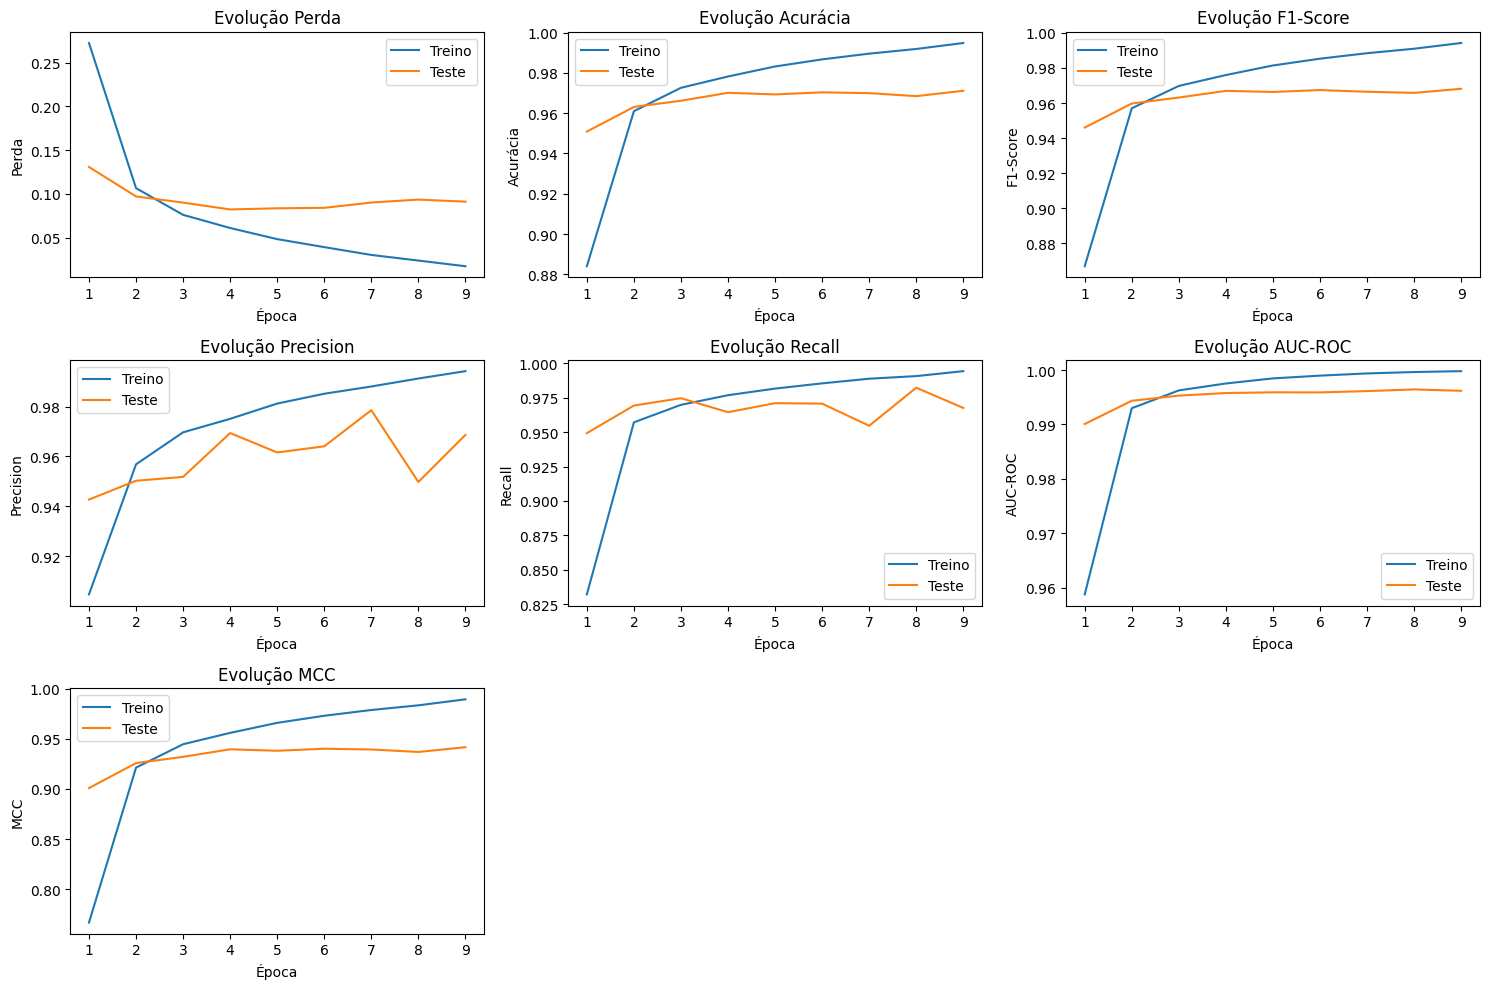 Evolução Perda
Perda
0.25
0.20
0.15
0.10
0.05
Treino
Teste
1 2 3 4 5 6 7 8 9
Época
Evolução Acurácia
Acurácia
1.00
0.98
0.96
0.94
0.92
0.90
0.88
Treino
Teste
1 2 3 4 5 6 7 8 9
Época
Evolução F1-Score
F1-Score
1.00
0.98
0.96
0.94
0.92
0.90
0.88
Treino
Teste
1 2 3 4 5 6 7 8 9
Época
Evolução Precision
Precision
0.98
0.96
0.94
0.92
Treino
Teste
1 2 3 4 5 6 7 8 9
Época
Evolução Recall
Recall
1.000
0.975
0.950
0.925
0.900
0.875
0.850
0.825
Treino
Teste
1 2 3 4 5 6 7 8 9
Época
Evolução AUC-ROC
AUC-ROC
1.00
0.99
0.98
0.97
0.96
Treino
Teste
1 2 3 4 5 6 7 8 9
Época
Evolução MCC
MCC
1.00
0.95
0.90
0.85
0.80
Treino
Teste
1 2 3 4 5 6 7 8 9
Época